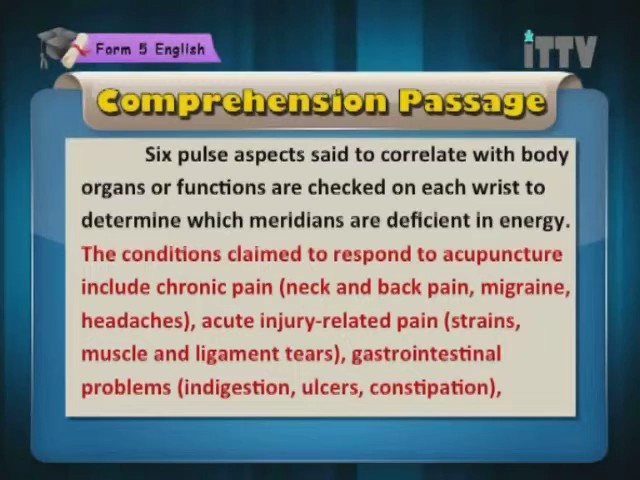 Form 5 English
iTTV
Comprehension Passage
Six pulse aspects said to correlate with body
organs or functions are checked on each wrist to
determine which meridians are deficient in energy.
The conditions claimed to respond to acupuncture
include chronic pain (neck and back pain, migraine,
headaches), acute injury-related pain (strains,
muscle and ligament tears), gastrointestinal
problems (indigestion, ulcers, constipation),